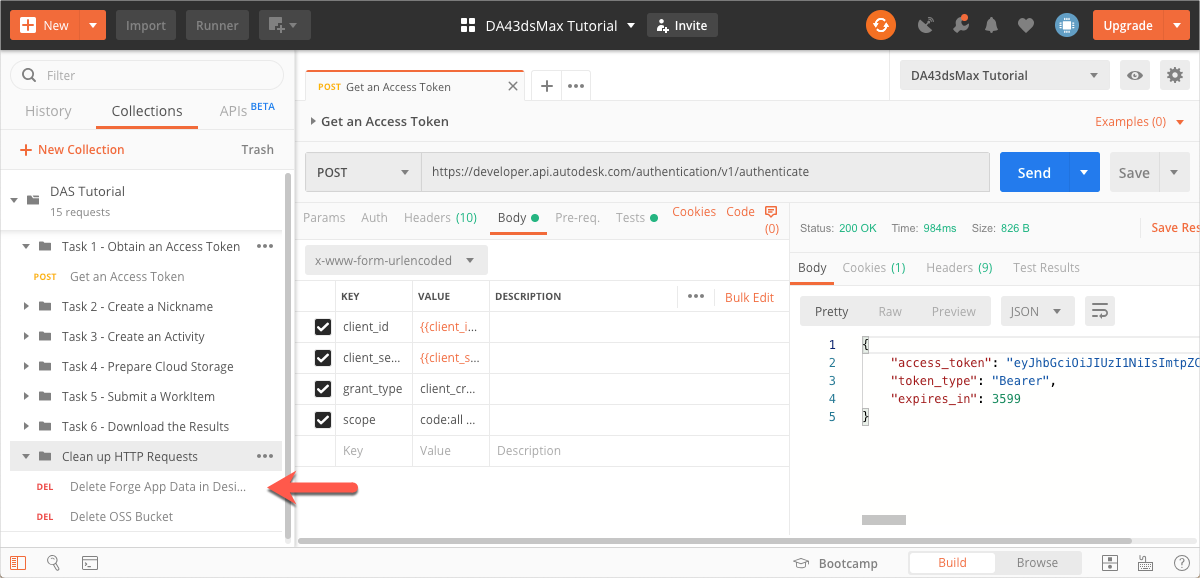 New
Import
Runner
DA43dsMax Tutorial
Invite
Upgrade
Filter
History
Collections
APIs BETA
New Collection
Trash
DAS Tutorial
15 requests
Task 1 - Obtain an Access Token
POST Get an Access Token
Task 2 - Create a Nickname
Task 3 - Create an Activity
Task 4 - Prepare Cloud Storage
Task 5 - Submit a WorkItem
Task 6 - Download the Results
Clean up HTTP Requests
DEL Delete Forge App Data in Desi...
DEL Delete OSS Bucket
POST Get an Access Token
DA43dsMax Tutorial
Get an Access Token
Examples (0)
POST
https://developer.api.autodesk.com/authentication/v1/authenticate
Send
Save
Params Auth Headers (10) Body Pre-req. Tests Cookies Code (0)
x-www-form-urlencoded
KEY VALUE DESCRIPTION Bulk Edit
client_id {{client_i...
client_se... {{client_s...
grant_type client_cr...
scope code:all ...
Key Value Description
Status: 200 OK Time: 984ms Size: 826 B Save Res
Body Cookies (1) Headers (9) Test Results
Pretty Raw Preview JSON
1 {
2 "access_token": "eyJhbGciOiJIUzI1NiIsImtpZC
3 "token_type": "Bearer",
4 "expires_in": 3599
5 }
Bootcamp
Build
Browse